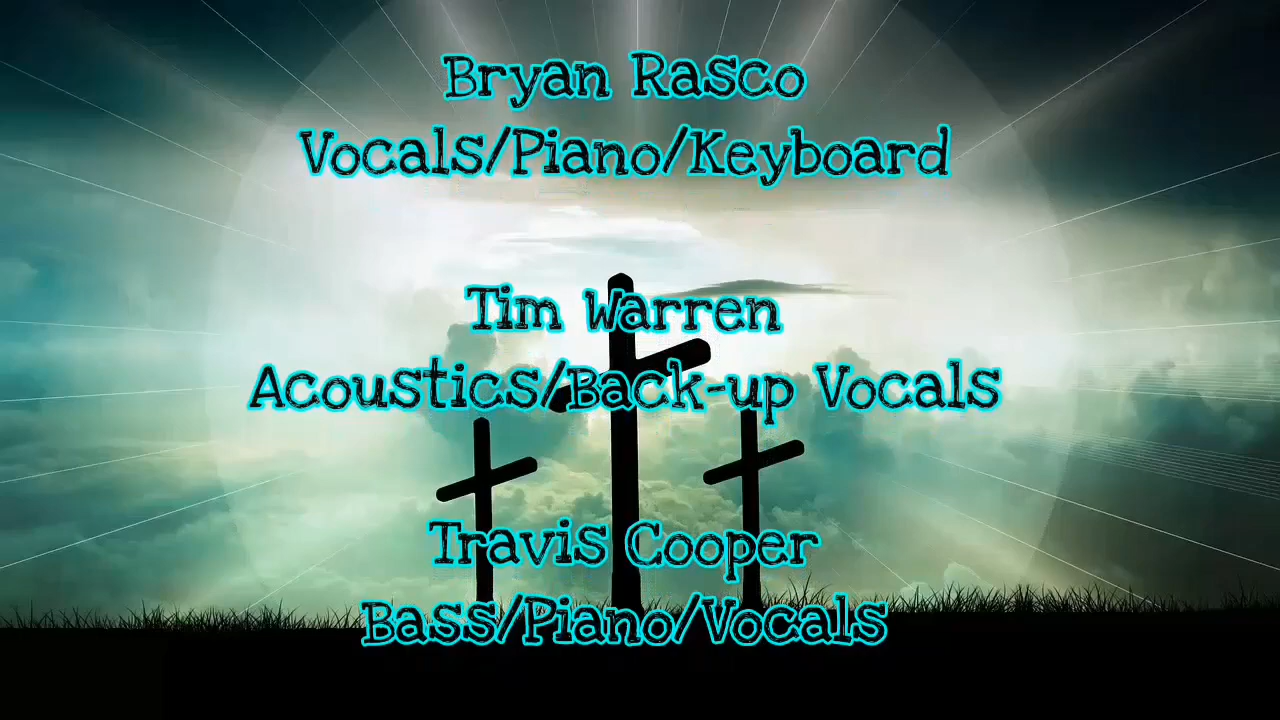 Bryan Rasco
Vocals/Piano/Keyboard
Tim Warren
Acoustics/Back-up Vocals
Travis Cooper
Bass/Piano/Vocals